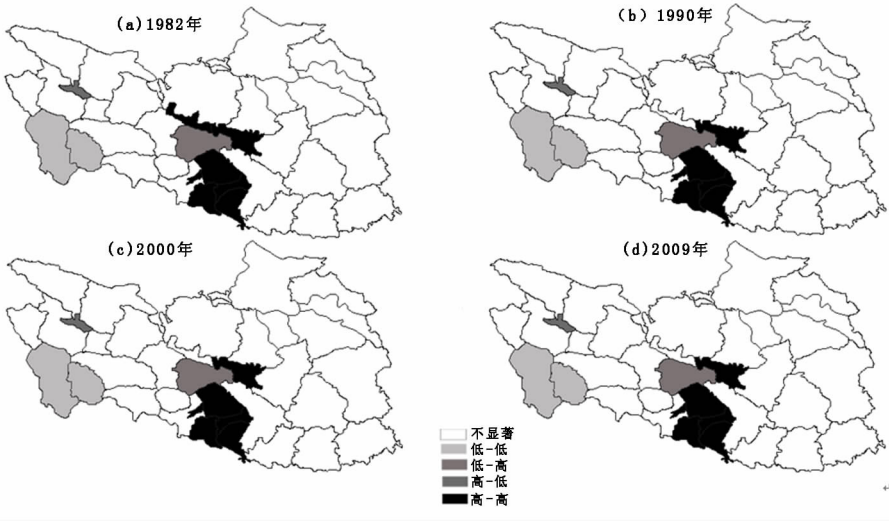 (a)1982年
(b) 1990年
(c)2000年
(d)2009年
不显著
低-低
低-高
高-低
高-高